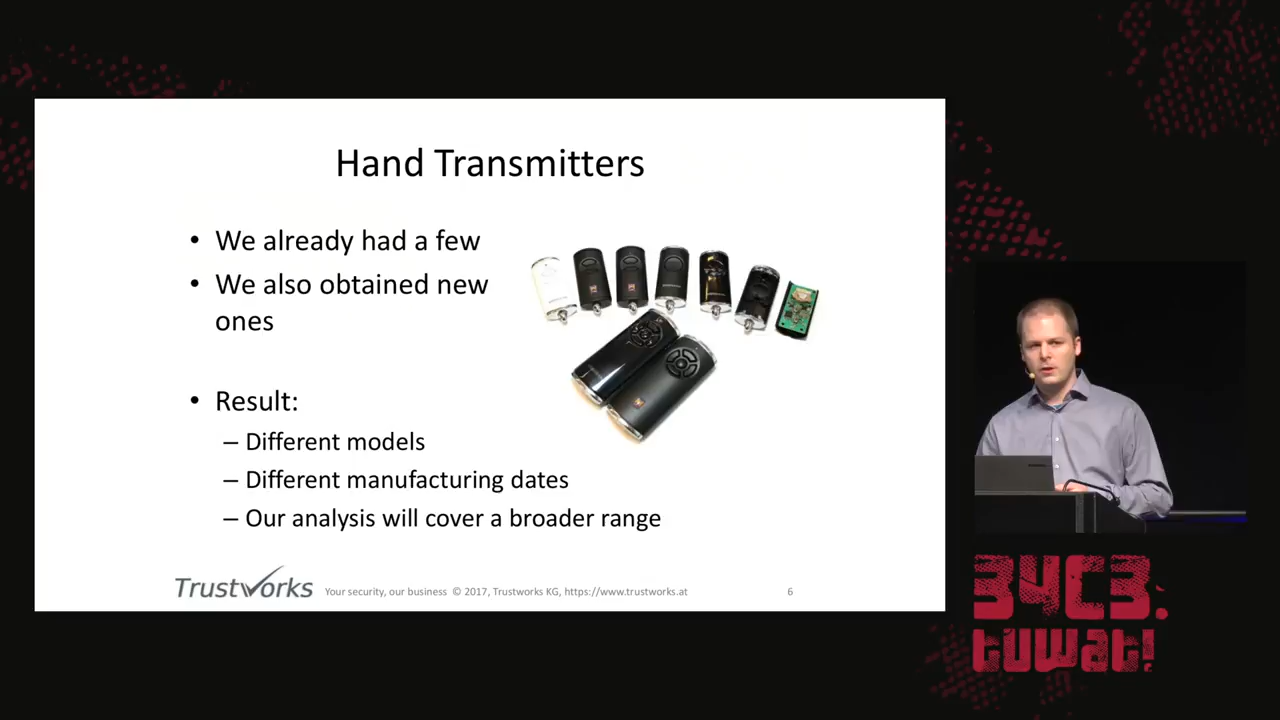 Hand Transmitters
• We already had a few
• We also obtained new
ones
• Result:
– Different models
– Different manufacturing dates
– Our analysis will cover a broader range
Trustworks
Your security, our business © 2017, Trustworks KG, https://www.trustworks.at
6
34C3.
tuwat!